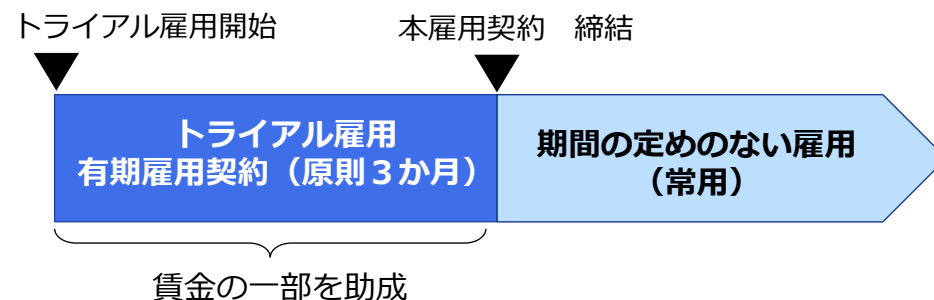 トライアル雇用開始
本雇用契約　締結
トライアル雇用
有期雇用契約（原則３か月）
期間の定めのない雇用
（常用）
賃金の一部を助成